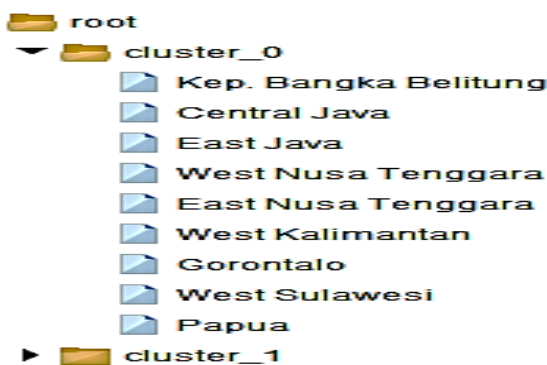 root
cluster_0
Kep. Bangka Belitung
Central Java
East Java
West Nusa Tenggara
East Nusa Tenggara
West Kalimantan
Gorontalo
West Sulawesi
Papua
cluster_1